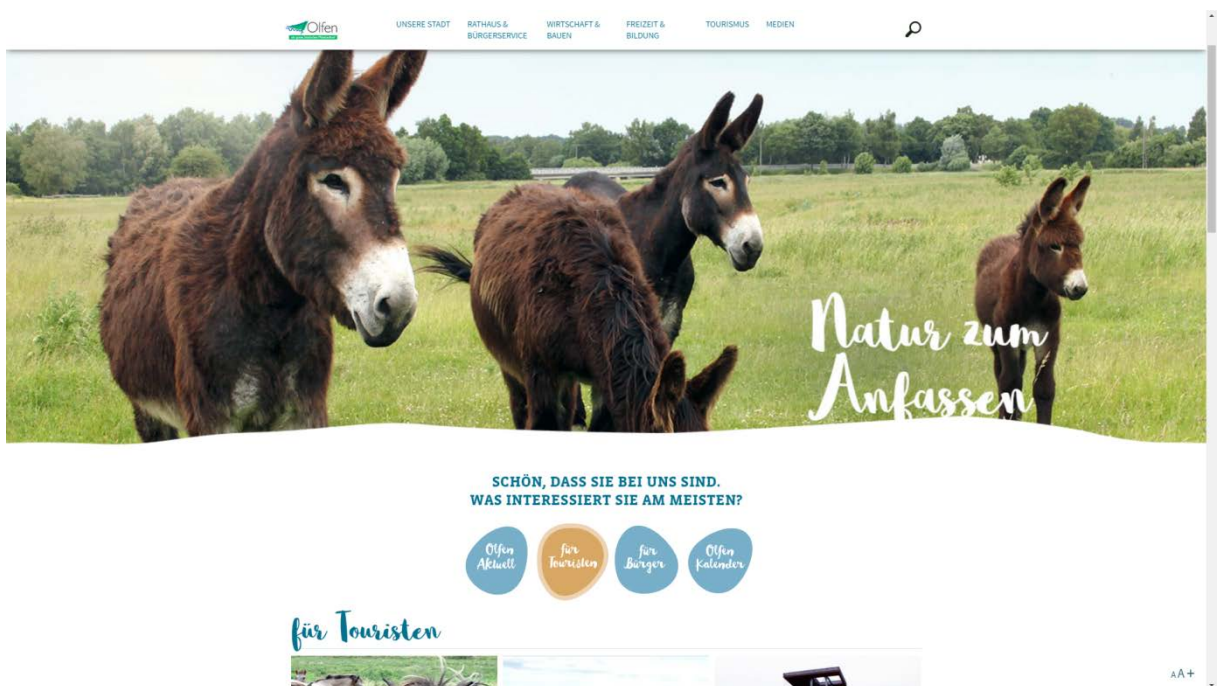 Olfen
UNSERE STADT
RATHAUS &
BÜRGERSERVICE
WIRTSCHAFT &
BAUEN
FREIZEIT &
BILDUNG
TOURISMUS
MEDIEN
Natur zum
Anfassen
SCHÖN, DASS SIE BEI UNS SIND.
WAS INTERESSIERT SIE AM MEISTEN?
Olfen
Aktuell
für
Touristen
für
Bürger
Olfen
Kalender
für Touristen
AA+